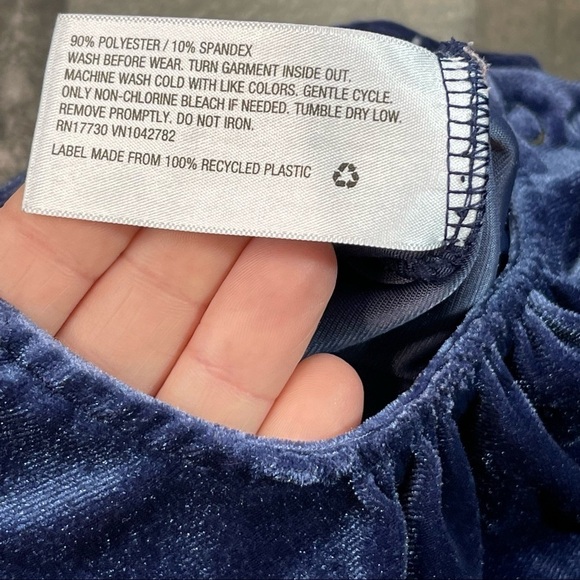 90% POLYESTER / 10% SPANDEX
WASH BEFORE WEAR. TURN GARMENT INSIDE OUT.
MACHINE WASH COLD WITH LIKE COLORS. GENTLE CYCLE.
ONLY NON-CHLORINE BLEACH IF NEEDED. TUMBLE DRY LOW.
REMOVE PROMPTLY. DO NOT IRON.
RN17730 VN1042782
LABEL MADE FROM 100% RECYCLED PLASTIC